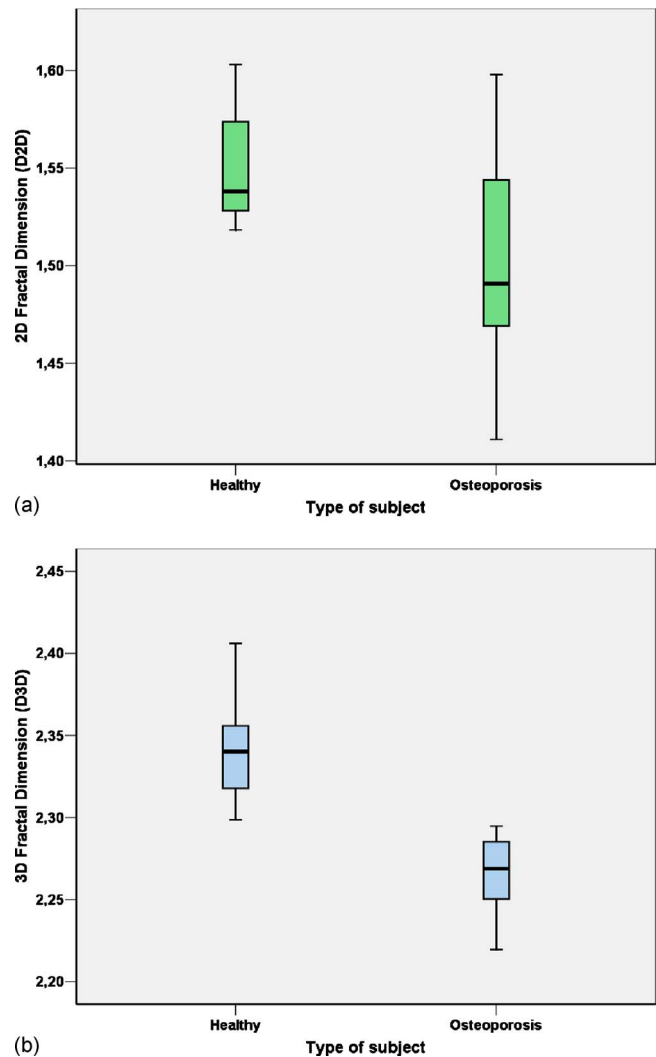 2D Fractal Dimension (D2D)
1,60
1,55
1,50
1,45
1,40
Healthy
Osteoporosis
Type of subject
(a)
3D Fractal Dimension (D3D)
2,45
2,40
2,35
2,30
2,25
2,20
Healthy
Osteoporosis
Type of subject
(b)